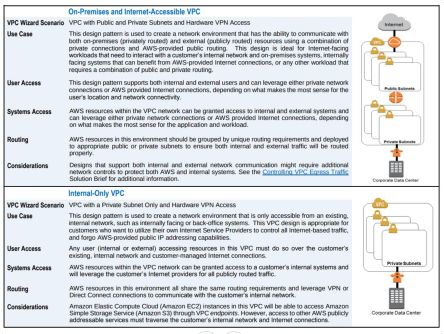 On-Premises and Internet-Accessible VPC
VPC Wizard Scenario VPC with Public and Private Subnets and Hardware VPN Access
Use Case This design pattern is used to create a network environment that has the ability to communicate with
both on-premises (privately routed) and external (publicly routed) resources using a combination of
private connections and AWS-provided public routing. This design is ideal for Internet-facing
workloads that need to interact with a customer's internal network and on-premises systems, internally
facing systems that can benefit from AWS-provided Internet connections, or any other workload that
requires a combination of public and private routing.
User Access This design pattern supports both internal and external users and can leverage either private network
connections or AWS provided Internet connections, depending on what makes the most sense for the
user's location and network connectivity.
Systems Access AWS resources within the VPC network can be granted access to internal and external systems and
can leverage either private network connections or AWS provided Internet connections, depending
on what makes the most sense for the application and workload.
Routing AWS resources in this environment should be grouped by unique routing requirements and deployed
to appropriate public or private subnets to ensure both internal and external traffic will be routed
properly.
Considerations Designs that support both internal and external network communication might require additional
network controls to protect both AWS and internal systems. See the Controlling VPC Egress Traffic
Solution Brief for additional information.
Internet
VPC
Public Subnets
Private Subnets
Corporate Data Center
Internal-Only VPC
VPC Wizard Scenario VPC with a Private Subnet Only and Hardware VPN Access
Use Case This design pattern is used to create a network environment that is only accessible from an existing,
internal network, such as internally facing or back-office systems. This VPC design is appropriate for
customers who want to utilize their own Internet Service Providers to control all Internet-based traffic,
and forgo AWS-provided public IP addressing capabilities.
User Access Any user (internal or external) accessing resources in this VPC must do so over the customer's
existing, internal network and customer-managed Internet connections.
Systems Access AWS resources within the VPC network can be granted access to a customer's internal systems and
will leverage the customer's Internet providers for all publicly routed traffic.
Routing AWS resources in this environment all share the same routing requirements and leverage VPN or
Direct Connect connections to communicate with the customer's internal network.
Considerations Amazon Elastic Compute Cloud (Amazon EC2) instances in this VPC will be able to access Amazon
Simple Storage Service (Amazon S3) through VPC endpoints. However, access to other AWS publicly
addressable services must traverse the customer's internal network and Internet connections.
VPC
Private Subnets
Corporate Data Center